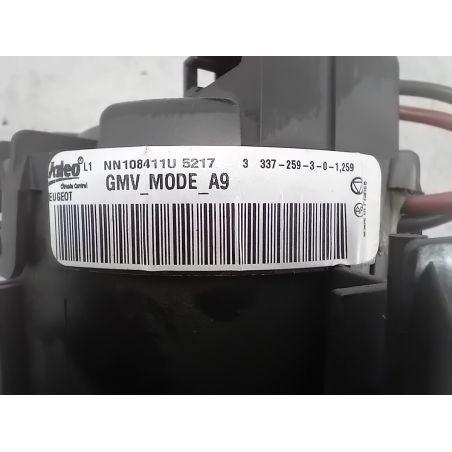 Valeo L1 NN108411U 5217 3 337-259-3-0-1,259
Climate Control
PEUGEOT GMV_MODE_A9